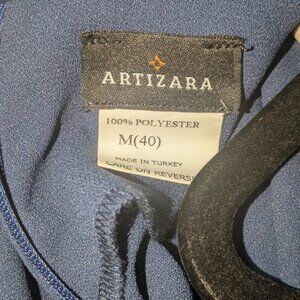 ARTIZARA
100% POLYESTER
M(40)
MADE IN TURKEY
CARE ON REVERSE